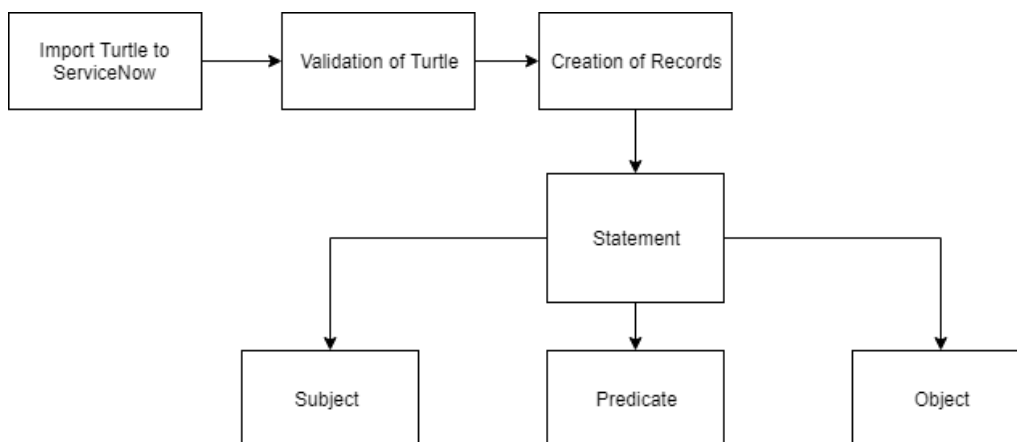 Import Turtle to
ServiceNow
Validation of Turtle
Creation of Records
Statement
Subject
Predicate
Object